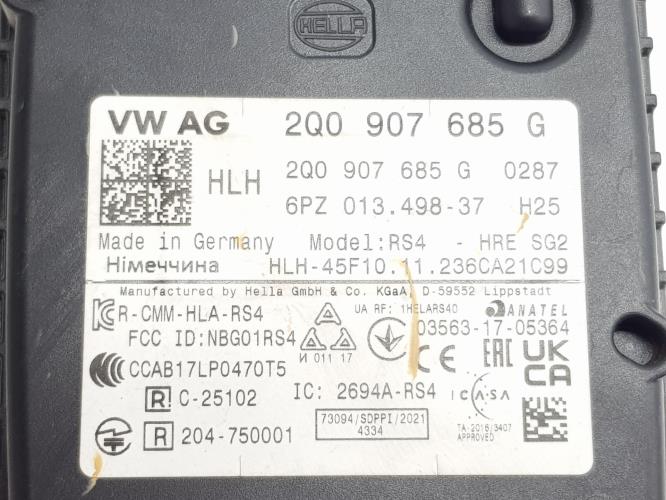 HELLA
VW AG 2Q0 907 685 G
HLH 2Q0 907 685 G 0287
6PZ 013.498-37 H25
Made in Germany Model:RS4 - HRE SG2
Німеччина HLH-45F10.11.236CA21C99
Manufactured by Hella GmbH & Co. KGaA, D-59552 Lippstadt
R-CMM-HLA-RS4 UA RF: 1HELARS40 ANATEL
FCC ID:NBG01RS4 И 011 17 03563-17-05364
CCAB17LP0470T5 CE EAC UK CA
R C-25102 IC: 2694A-RS4 ICASA
R 204-750001 73094/SDPPI/2021 TA-2016/3407
4334 APPROVED